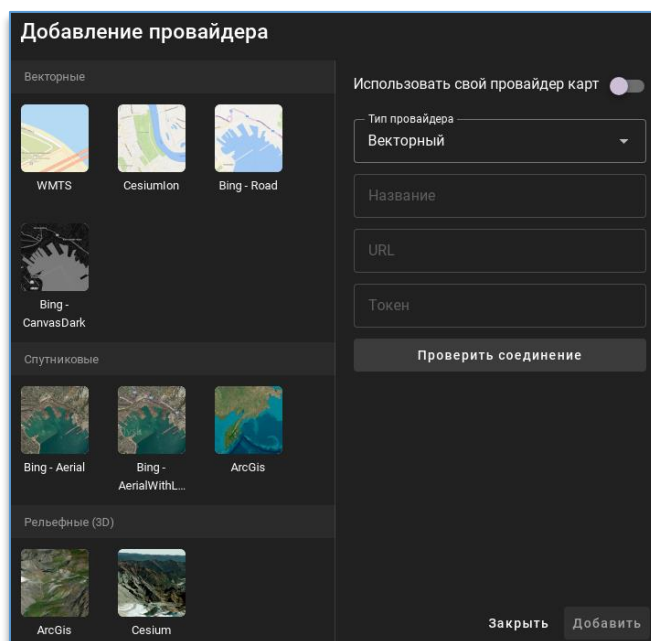 Добавление провайдера
Векторные
WMTS
CesiumIon
Bing - Road
Bing -
CanvasDark
Спутниковые
Bing - Aerial
Bing -
AerialWithL...
ArcGis
Рельефные (3D)
ArcGis
Cesium
Использовать свой провайдер карт
Тип провайдера
Векторный
Название
URL
Токен
Проверить соединение
Закрыть
Добавить